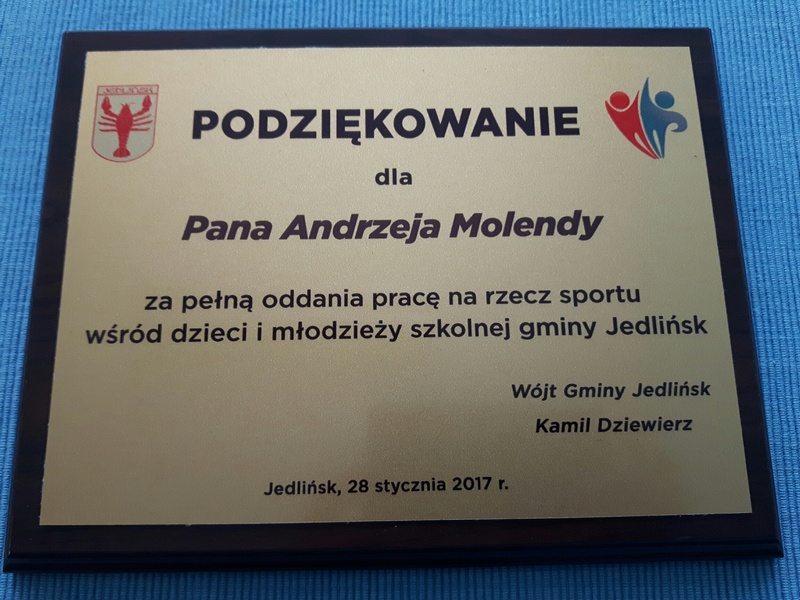 JEDLIŃSK
PODZIĘKOWANIE
dla
Pana Andrzeja Molendy
za pełną oddania pracę na rzecz sportu
wśród dzieci i młodzieży szkolnej gminy Jedlińsk
Wójt Gminy Jedlińsk
Kamil Dziewierz
Jedlińsk, 28 stycznia 2017 r.